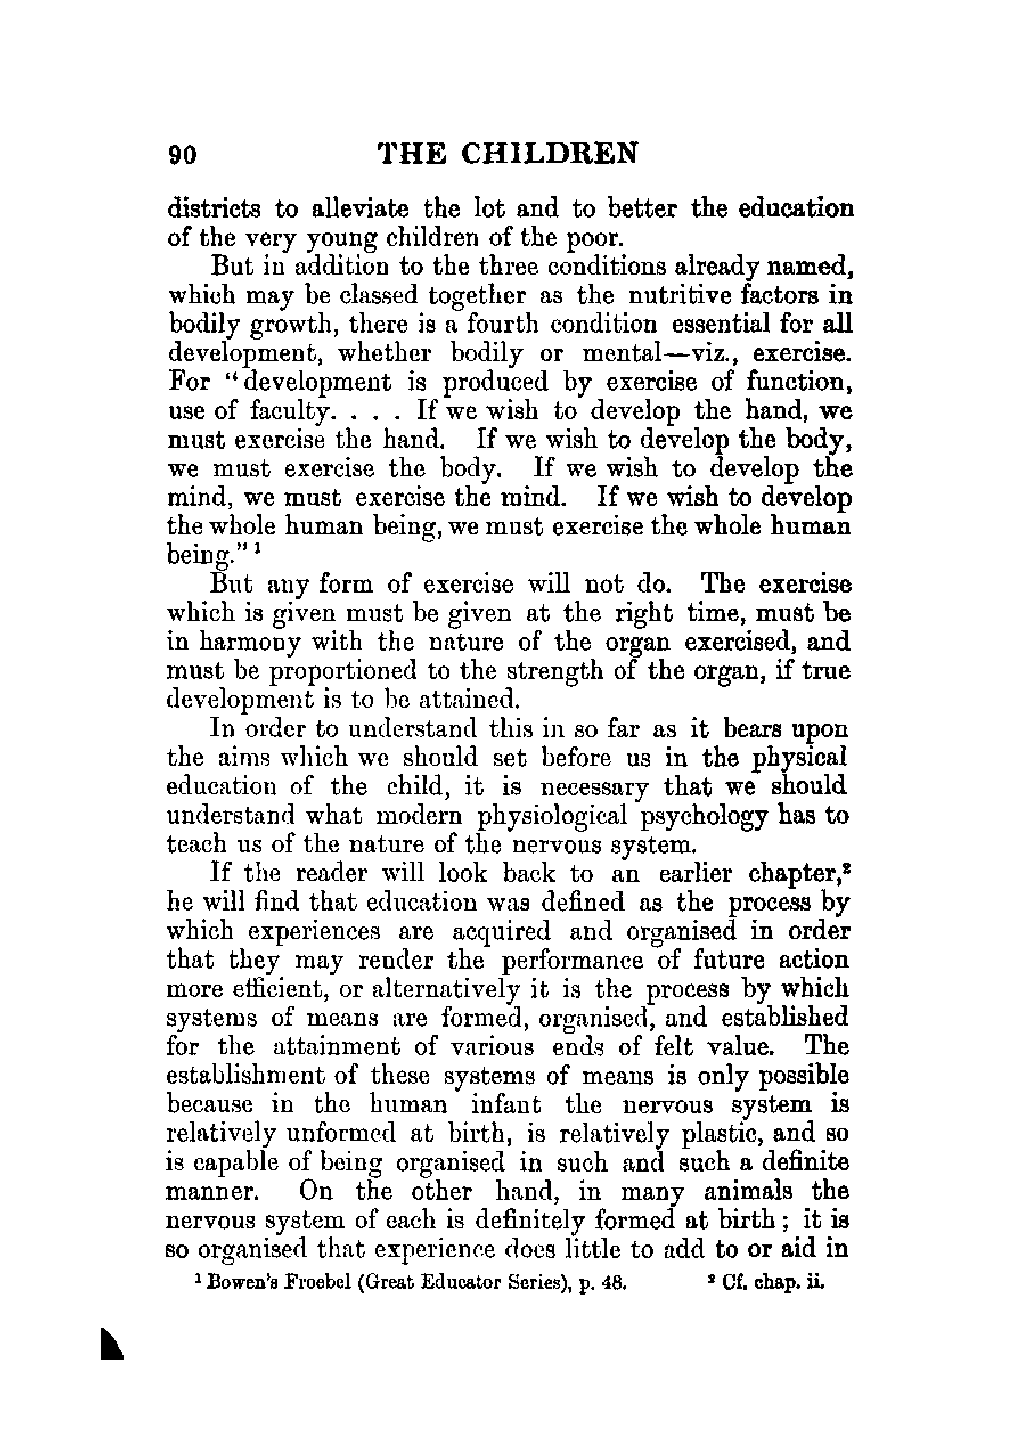 90 THE CHILDREN
districts to alleviate the lot and to better the education
of the very young children of the poor.
But in addition to the three conditions already named,
which may be classed together as the nutritive factors in
bodily growth, there is a fourth condition essential for all
development, whether bodily or mental—viz., exercise.
For "development is produced by exercise of function,
use of faculty. . . . If we wish to develop the hand, we
must exercise the hand. If we wish to develop the body,
we must exercise the body. If we wish to develop the
mind, we must exercise the mind. If we wish to develop
the whole human being, we must exercise the whole human
being." ¹
But any form of exercise will not do. The exercise
which is given must be given at the right time, must be
in harmony with the nature of the organ exercised, and
must be proportioned to the strength of the organ, if true
development is to be attained.
In order to understand this in so far as it bears upon
the aims which we should set before us in the physical
education of the child, it is necessary that we should
understand what modern physiological psychology has to
teach us of the nature of the nervous system.
If the reader will look back to an earlier chapter,²
he will find that education was defined as the process by
which experiences are acquired and organised in order
that they may render the performance of future action
more efficient, or alternatively it is the process by which
systems of means are formed, organised, and established
for the attainment of various ends of felt value. The
establishment of these systems of means is only possible
because in the human infant the nervous system is
relatively unformed at birth, is relatively plastic, and so
is capable of being organised in such and such a definite
manner. On the other hand, in many animals the
nervous system of each is definitely formed at birth; it is
so organised that experience does little to add to or aid in
¹ Bowen's Froebel (Great Educator Series), p. 48. ² Cf. chap. ii.